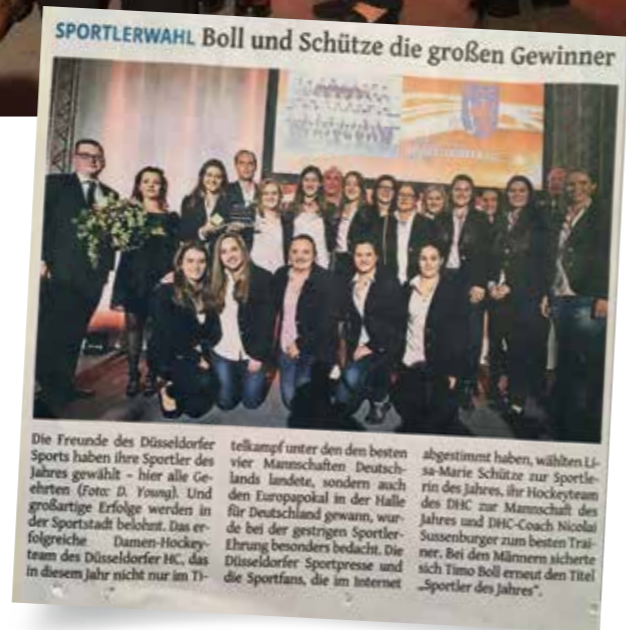 SPORTLERWAHL Boll und Schütze die großen Gewinner
Die Freunde des Düsseldorfer
Sports haben ihre Sportler des
Jahres gewählt – hier alle Ge-
ehrten (Foto: D. Young). Und
großartige Erfolge werden in
der Sportstadt belohnt. Das er-
folgreiche Damen-Hockey-
team des Düsseldorfer HC, das
in diesem Jahr nicht nur im Ti-
telkampf unter den den besten
vier Mannschaften Deutsch-
lands landete, sondern auch
den Europapokal in der Halle
für Deutschland gewann, wur-
de bei der gestrigen Sportler-
Ehrung besonders bedacht. Die
Düsseldorfer Sportpresse und
die Sportfans, die im Internet
abgestimmt haben, wählten Li-
sa-Marie Schütze zur Sportle-
rin des Jahres, ihr Hockeyteam
des DHC zur Mannschaft des
Jahres und DHC-Coach Nicolai
Sussenburger zum besten Trai-
ner. Bei den Männern sicherte
sich Timo Boll erneut den Titel
„Sportler des Jahres“.